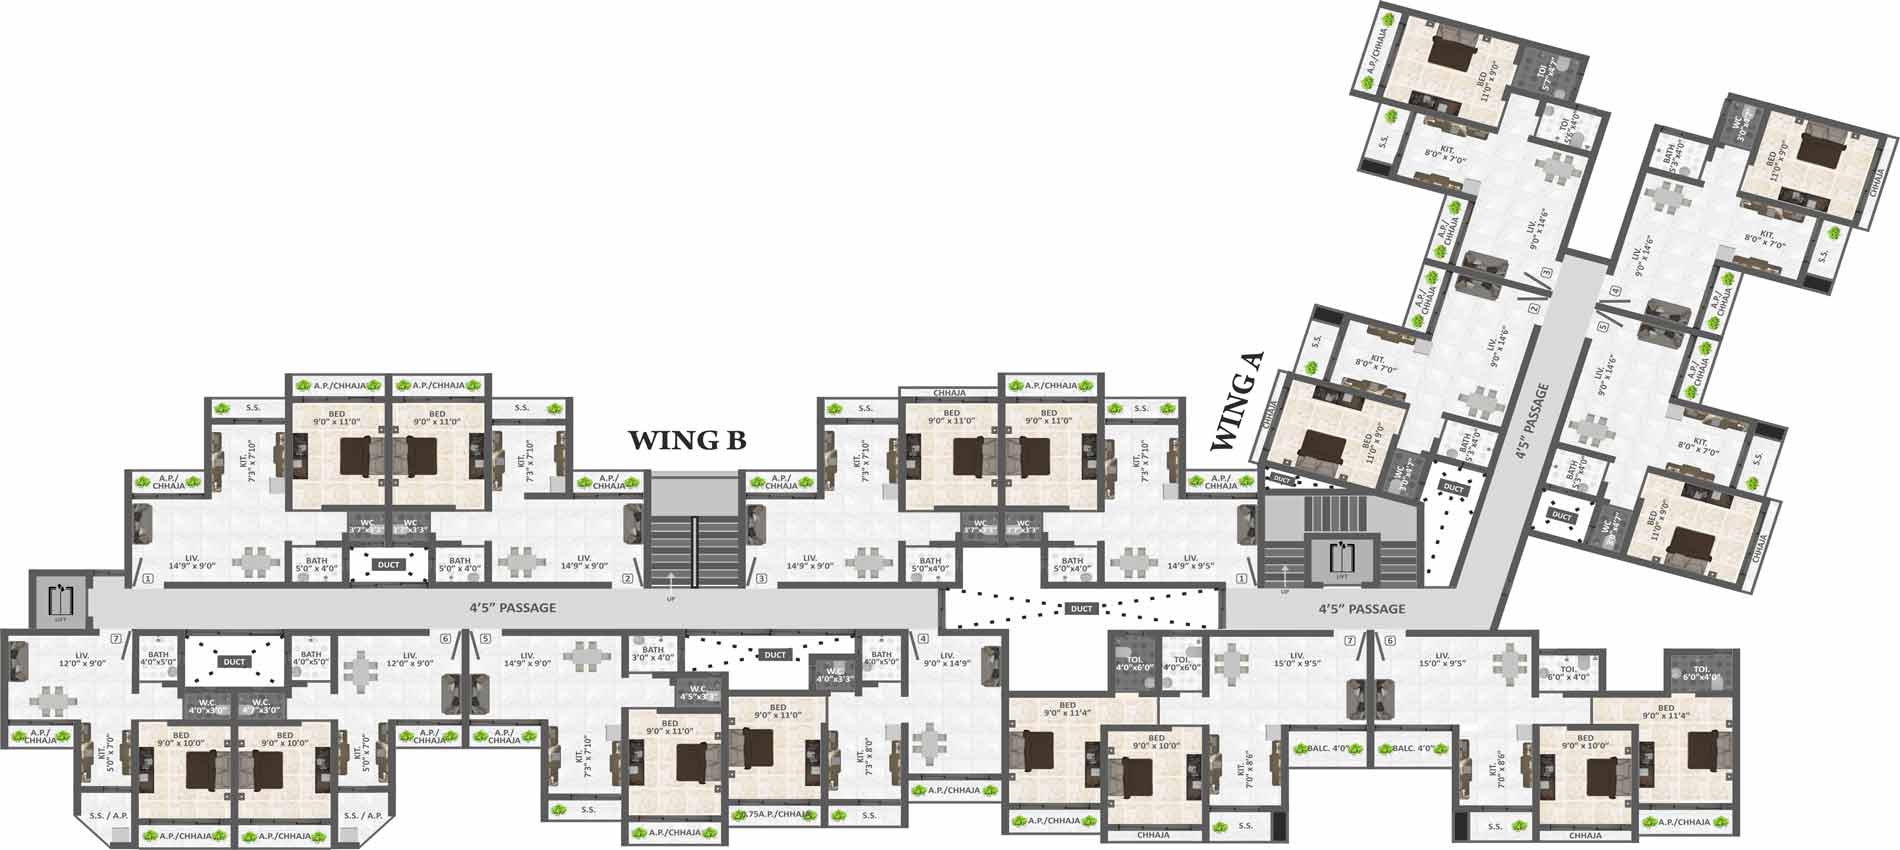 WING B
WING A
A.P./CHHAJA
A.P./CHHAJA
S.S.
S.S.
BED
9'0" x 11'0"
BED
9'0" x 11'0"
KIT.
7'3" x 7'10"
KIT.
7'3" x 7'10"
A.P./
CHHAJA
A.P./
CHHAJA
WC
3'7"x3'3"
WC
LIV.
14'9" x 9'0"
BATH
5'0" x 4'0"
DUCT
BATH
5'0" x 4'0"
LIV.
14'9" x 9'0"
1
2
UP
CHHAJA
A.P./CHHAJA
S.S.
S.S.
BED
9'0" x 11'0"
BED
9'0" x 11'0"
KIT.
7'3" x 7'10"
KIT.
7'3" x 7'10"
A.P./
CHHAJA
A.P./
CHHAJA
WC
3'7"x3'3"
WC
LIV.
14'9" x 9'0"
BATH
5'0"x4'0"
BATH
5'0"x4'0"
LIV.
14'9" x 9'5"
3
1
LIFT
4'5" PASSAGE
DUCT
4'5" PASSAGE
UP
LIFT
7
LIV.
12'0" x 9'0"
BATH
4'0"x5'0"
DUCT
BATH
4'0"x5'0"
LIV.
12'0" x 9'0"
6
5
LIV.
14'9" x 9'0"
BATH
3'0" x 4'0"
DUCT
BATH
4'0"x5'0"
4
LIV.
9'0" x 14'9"
W.C.
4'0"x3'0"
W.C.
4'7"x3'0"
W.C.
4'5"x3'3"
W.C.
4'0"x3'3"
A.P./
CHHAJA
KIT.
5'0" x 7'0"
BED
9'0" x 10'0"
BED
9'0" x 10'0"
KIT.
5'0" x 7'0"
A.P./
CHHAJA
A.P./
CHHAJA
KIT.
7'3" x 7'10"
BED
9'0" x 11'0"
BED
9'0" x 11'0"
KIT.
7'3" x 8'0"
S.S. / A.P.
A.P./CHHAJA
A.P./CHHAJA
S.S. / A.P.
S.S.
A.P./CHHAJA
0.75A.P./CHHAJA
S.S.
A.P./CHHAJA
TOI.
4'0"x6'0"
TOI.
4'0"x6'0"
LIV.
15'0" x 9'5"
7
6
LIV.
15'0" x 9'5"
TOI.
6'0" x 4'0"
TOI.
6'0"x4'0"
BED
9'0" x 11'4"
BED
9'0" x 10'0"
KIT.
7'0" x 8'6"
BALC. 4'0"
BALC. 4'0"
KIT.
7'0" x 8'6"
BED
9'0" x 10'0"
BED
9'0" x 11'4"
A.P./CHHAJA
CHHAJA
S.S.
S.S.
CHHAJA
A.P./CHHAJA
A.P./CHHAJA
BED
11'0" x 9'0"
TOI.
5'7"x4'7"
TOI.
5'6"x4'0"
S.S.
KIT.
8'0" x 7'0"
LIV.
9'0" x 14'6"
A.P./
CHHAJA
3
WC
3'0"x4'7"
BED
11'0" x 9'0"
CHHAJA
BATH
5'3"x4'0"
KIT.
8'0" x 7'0"
S.S.
LIV.
9'0" x 14'6"
A.P./
CHHAJA
4
A.P./
CHHAJA
2
LIV.
9'0" x 14'6"
S.S.
KIT.
8'0" x 7'0"
CHHAJA
BED
11'0" x 9'0"
BATH
5'3"x4'0"
WC
3'0"x4'7"
DUCT
DUCT
4'5" PASSAGE
5
LIV.
9'0" x 14'6"
A.P./
CHHAJA
KIT.
8'0" x 7'0"
S.S.
BATH
5'3"x4'0"
DUCT
WC
3'0"x4'7"
BED
11'0" x 9'0"
CHHAJA